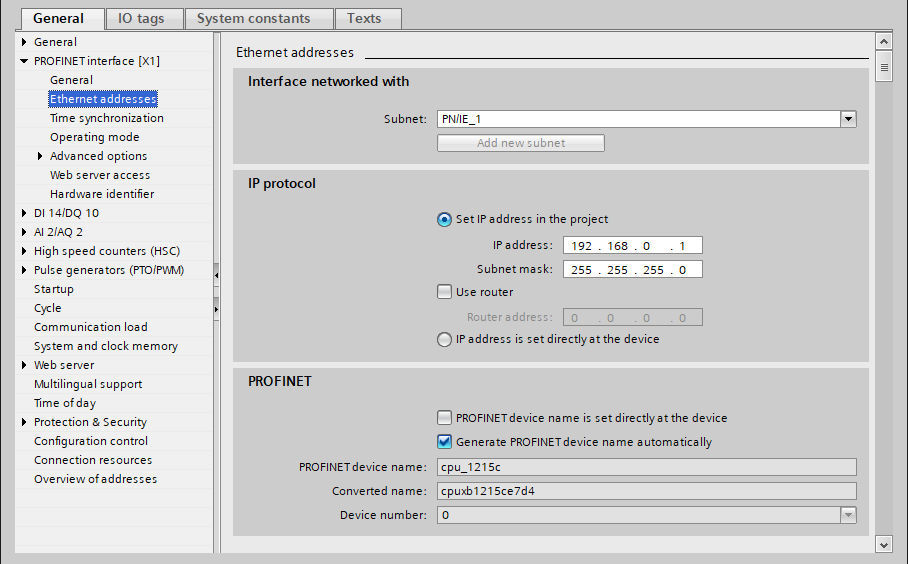 General
IO tags
System constants
Texts
General
PROFINET interface [X1]
General
Ethernet addresses
Time synchronization
Operating mode
Advanced options
Web server access
Hardware identifier
DI 14/DQ 10
AI 2/AQ 2
High speed counters (HSC)
Pulse generators (PTO/PWM)
Startup
Cycle
Communication load
System and clock memory
Web server
Multilingual support
Time of day
Protection & Security
Configuration control
Connection resources
Overview of addresses
Ethernet addresses
Interface networked with
Subnet: PN/IE_1
Add new subnet
IP protocol
Set IP address in the project
IP address: 192 . 168 . 0 . 1
Subnet mask: 255 . 255 . 255 . 0
Use router
Router address: 0 . 0 . 0 . 0
IP address is set directly at the device
PROFINET
PROFINET device name is set directly at the device
Generate PROFINET device name automatically
PROFINET device name: cpu_1215c
Converted name: cpuxb1215ce7d4
Device number: 0